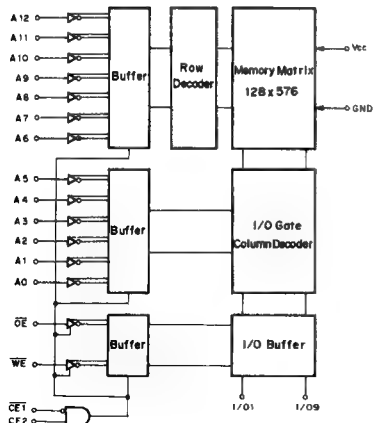 A12
A11
A10
A9
A8
A7
A6
Buffer
Row
Decoder
Memory Matrix
128 x 576
Vcc
GND
A5
A4
A3
A2
A1
A0
Buffer
I/O Gate
Column Decoder
OE
WE
Buffer
I/O Buffer
CE1
CE2
I/O1
I/O9